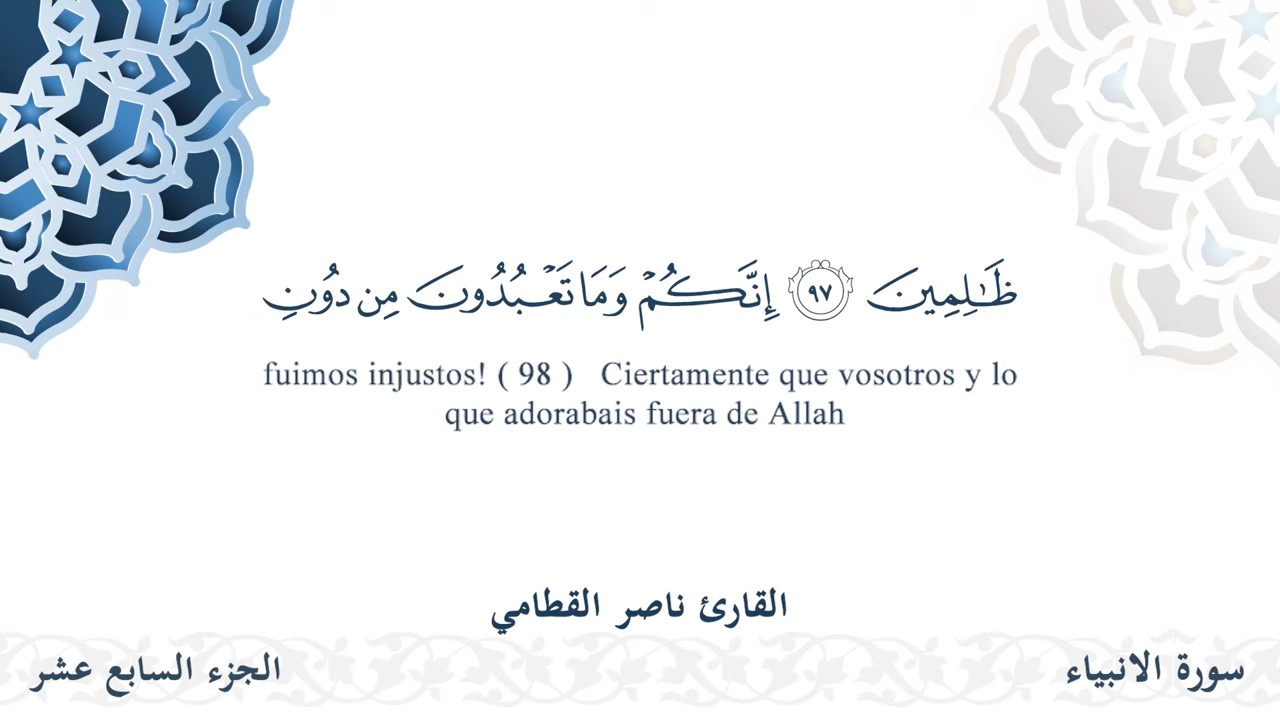 ظَـٰلِمِينَ ٩٧ إِنَّكُمْ وَمَا تَعْبُدُونَ مِن دُونِ
fuimos injustos! ( 98 ) Ciertamente que vosotros y lo
que adorabais fuera de Allah
القارئ ناصر القطامي
سورة الانبياء
الجزء السابع عشر